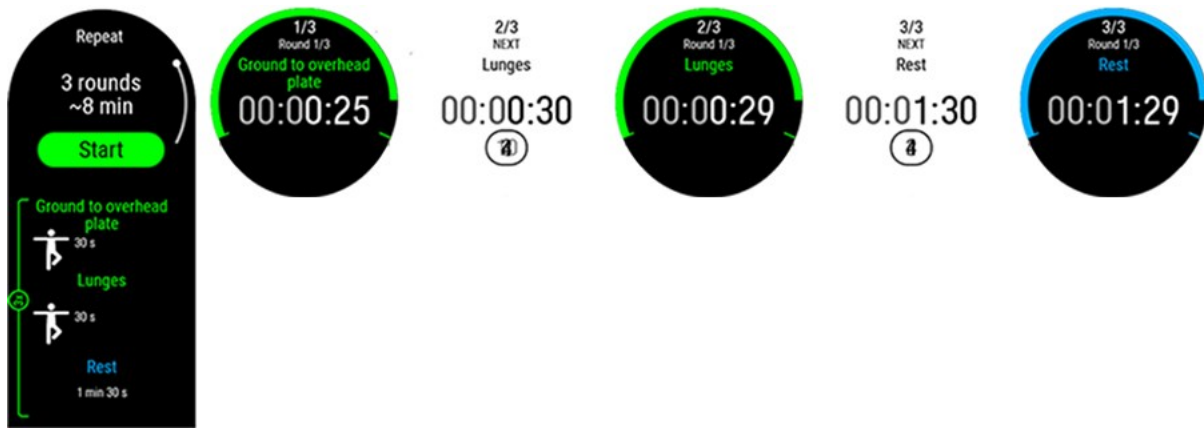 Repeat
3 rounds
~8 min
Start
Ground to overhead
plate
30 s
Lunges
30 s
Rest
1 min 30 s
3x
1/3
Round 1/3
Ground to overhead
plate
00:00:25
2/3
NEXT
Lunges
00:00:30
2/3
Round 1/3
Lunges
00:00:29
3/3
NEXT
Rest
00:01:30
3/3
Round 1/3
Rest
00:01:29